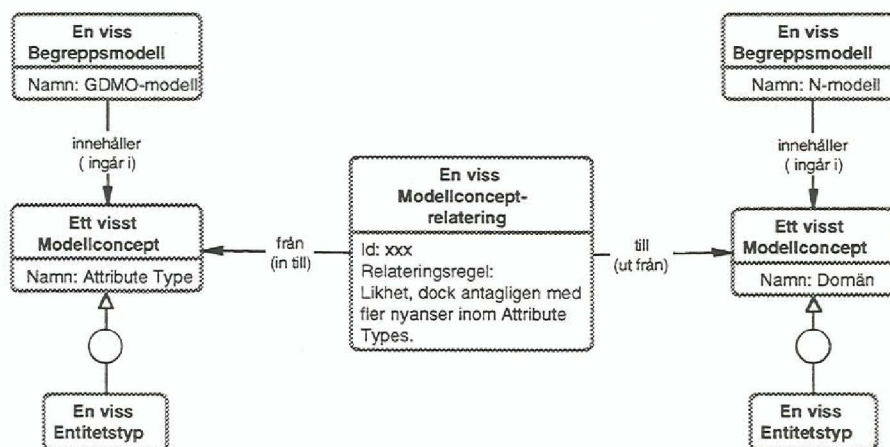 En viss
Begreppsmodell
Namn: GDMO-modell
innehåller
( ingår i)
Ett visst
Modellconcept
Namn: Attribute Type
En viss
Entitetstyp
från
(in till)
En viss
Modellconcept-
relatering
Id: xxx
Relateringsregel:
Likhet, dock antagligen med
fler nyanser inom Attribute
Types.
till
(ut från)
En viss
Begreppsmodell
Namn: N-modell
innehåller
( ingår i)
Ett visst
Modellconcept
Namn: Domän
En viss
Entitetstyp